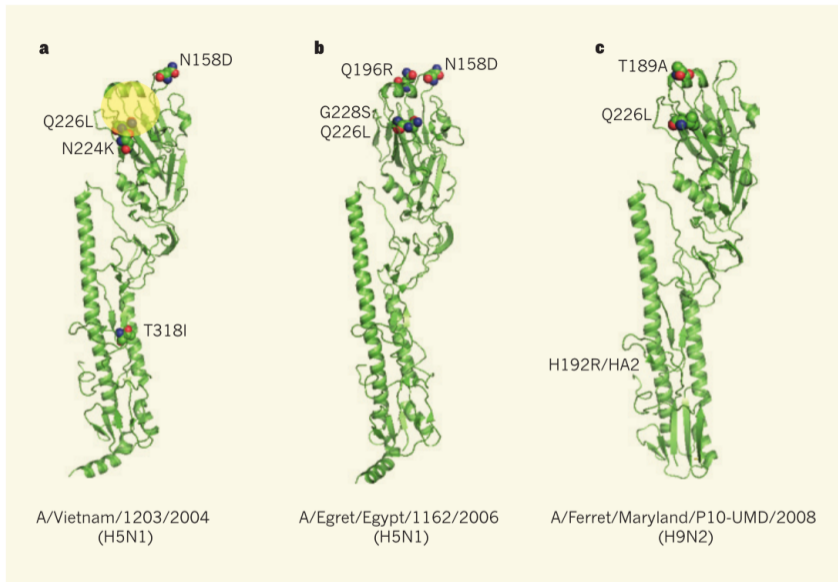 a
N158D
Q226L
N224K
T318I
A/Vietnam/1203/2004
(H5N1)
b
Q196R
N158D
G228S
Q226L
A/Egret/Egypt/1162/2006
(H5N1)
c
T189A
Q226L
H192R/HA2
A/Ferret/Maryland/P10-UMD/2008
(H9N2)